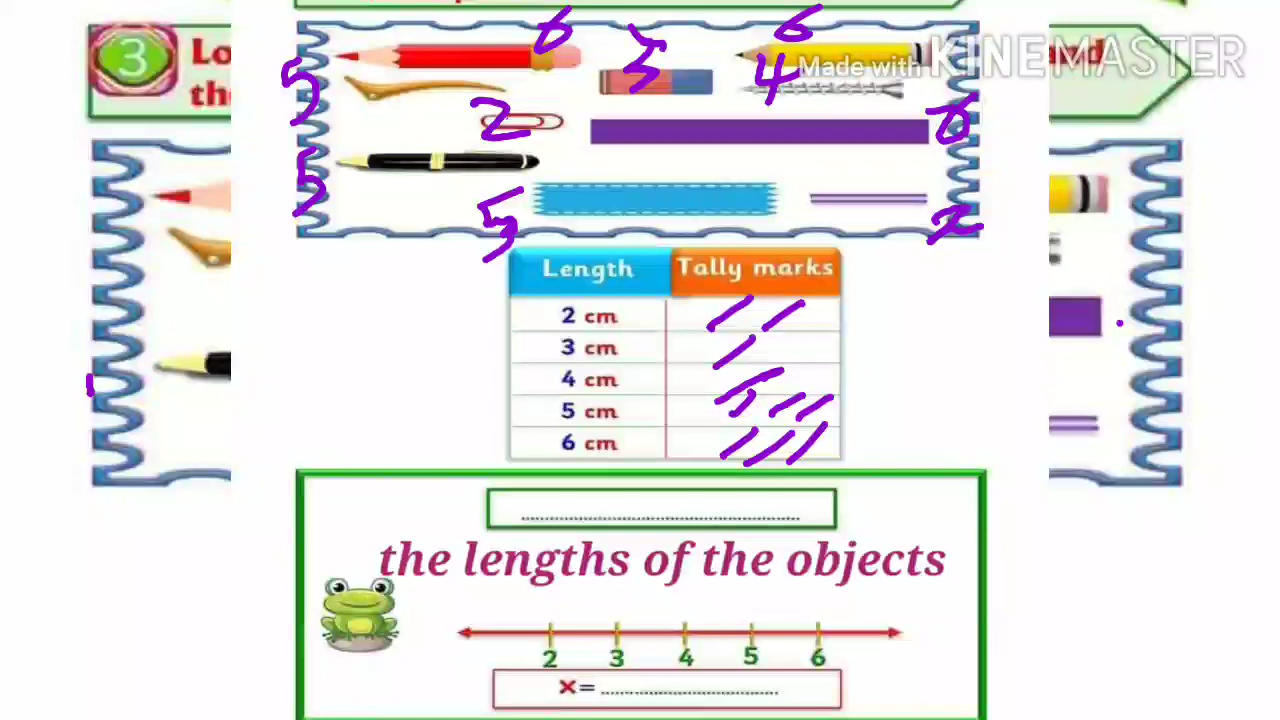 3 Lo
the
Made with KINEMASTER
6 3 6
5 4
2 6
5
5 2
Length Tally marks
2 cm //
3 cm /
4 cm /
5 cm ///
6 cm ///
the lengths of the objects
2 3 4 5 6
x=